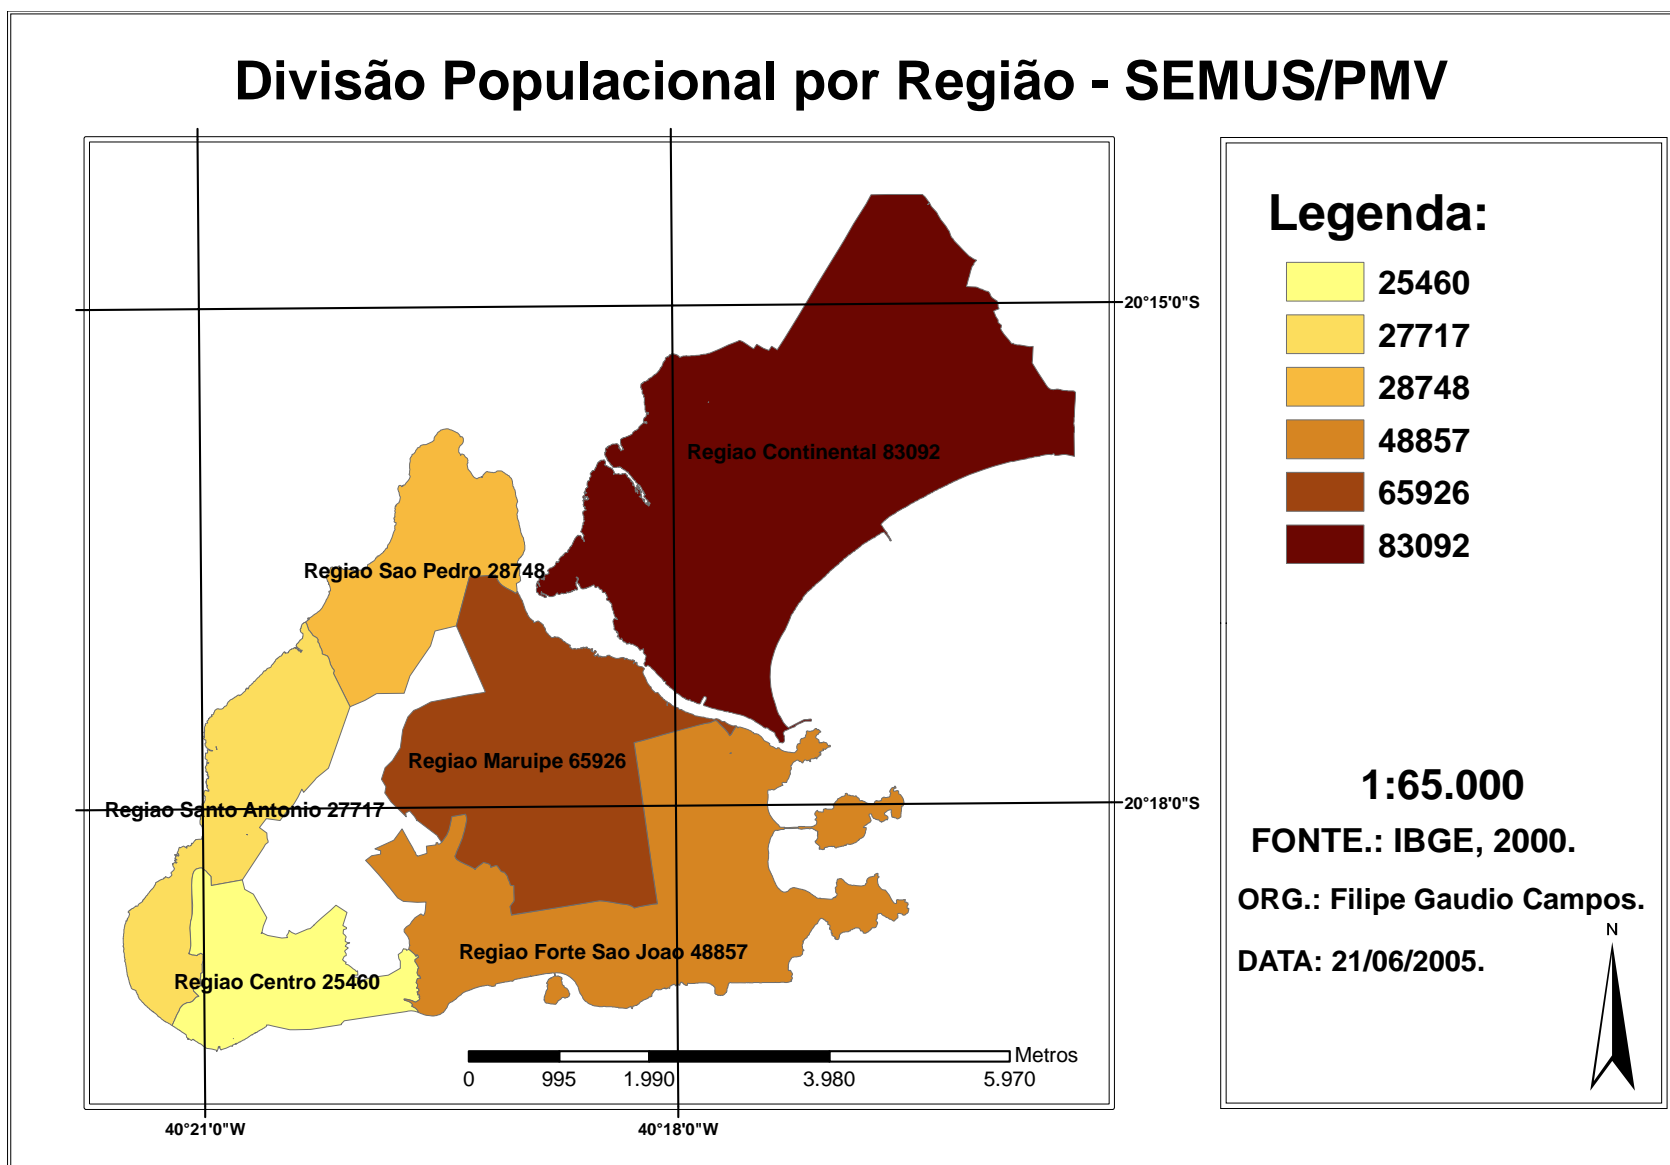 Divisão Populacional por Região - SEMUS/PMV
20°15'0"S
Regiao Continental 83092
Regiao Sao Pedro 28748
Regiao Maruipe 65926
20°18'0"S
Regiao Santo Antonio 27717
Regiao Forte Sao Joao 48857
Regiao Centro 25460
Metros
0 995 1.990 3.980 5.970
40°21'0"W 40°18'0"W
Legenda:
25460
27717
28748
48857
65926
83092
1:65.000
FONTE.: IBGE, 2000.
ORG.: Filipe Gaudio Campos.
N
DATA: 21/06/2005.